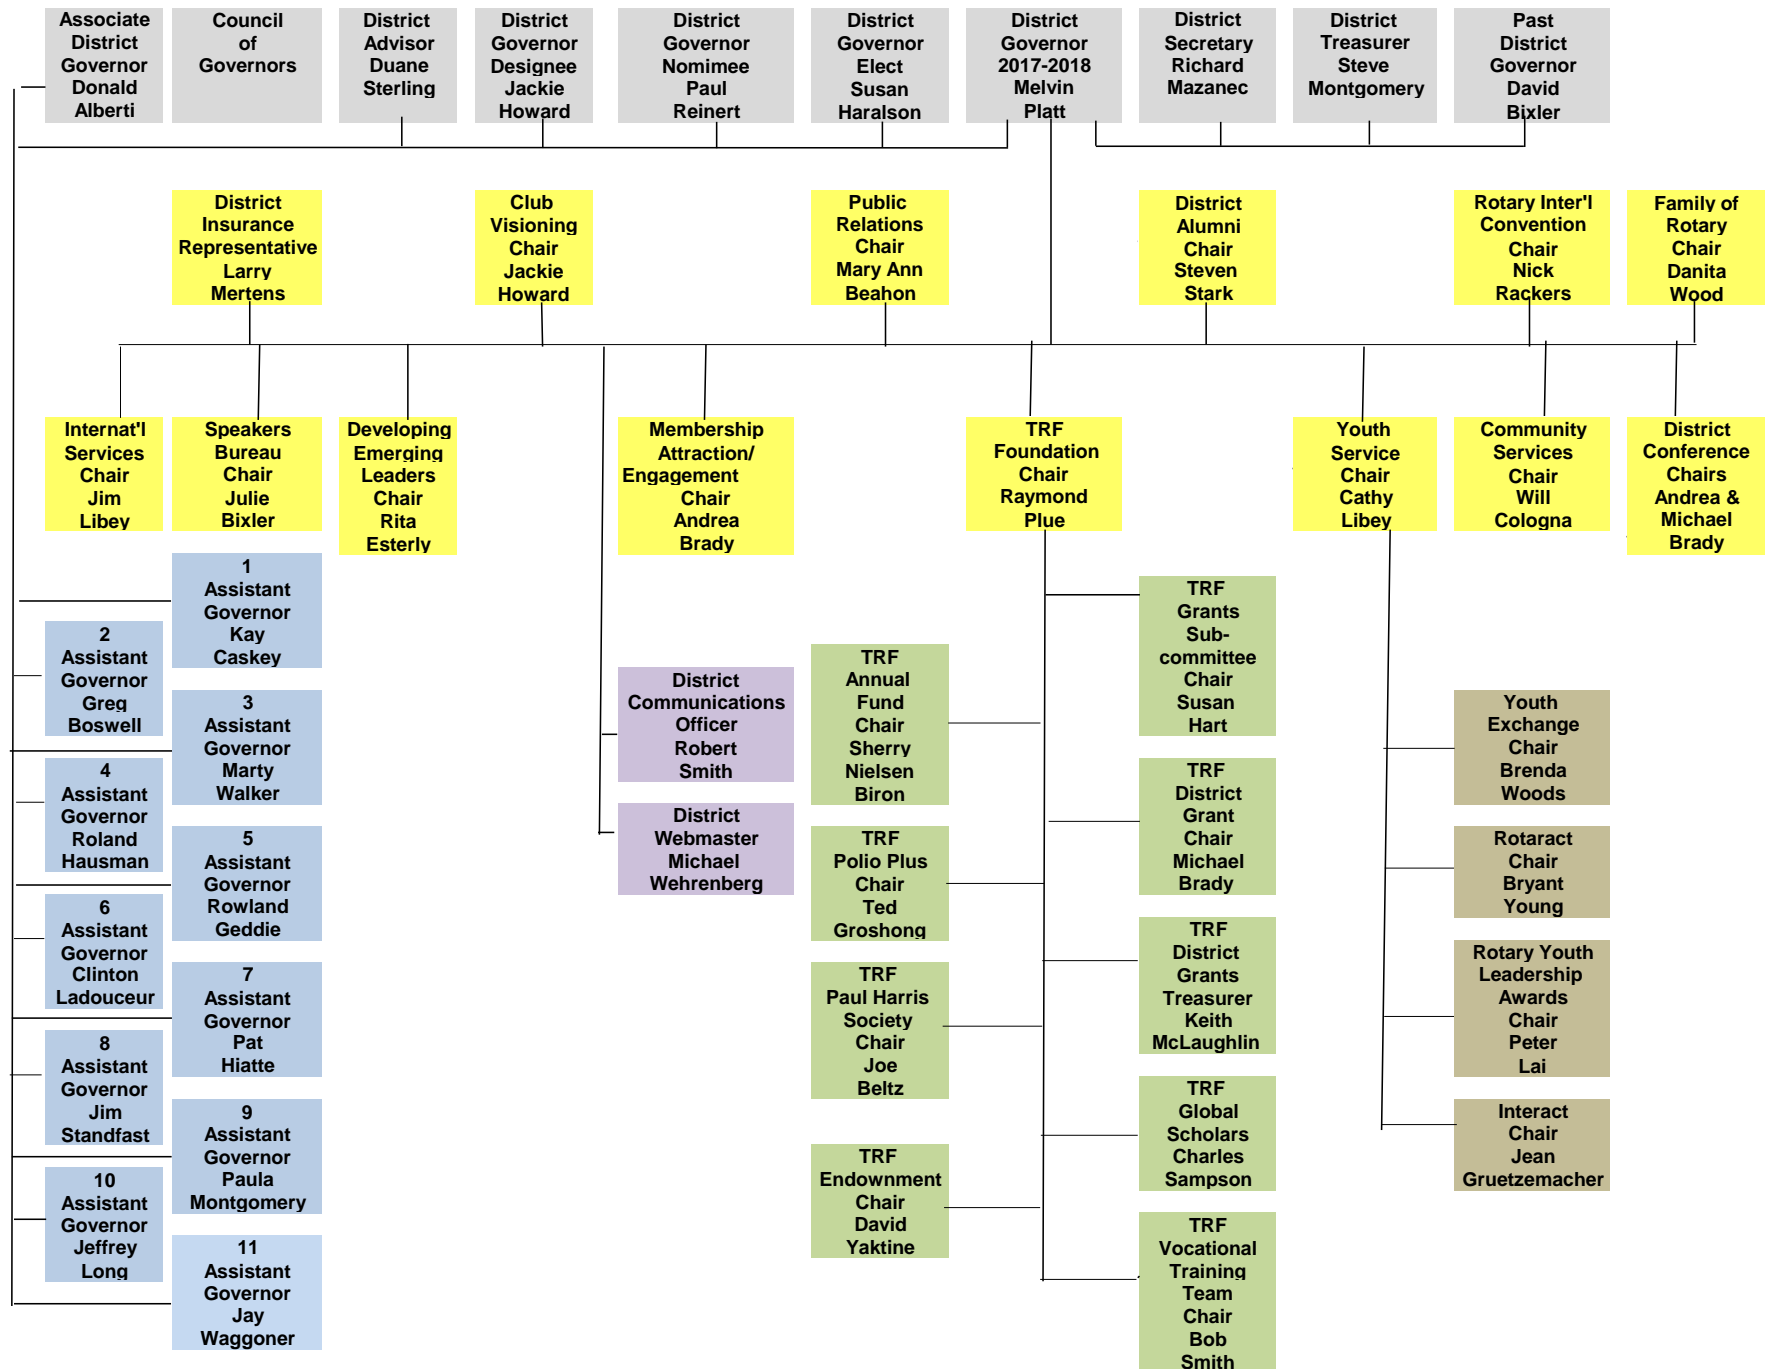 Associate
District
Governor
Donald
Alberti
Council
of
Governors
District
Advisor
Duane
Sterling
District
Governor
Designee
Jackie
Howard
District
Governor
Nomimee
Paul
Reinert
District
Governor
Elect
Susan
Haralson
District
Governor
2017-2018
Melvin
Platt
District
Secretary
Richard
Mazanec
District
Treasurer
Steve
Montgomery
Past
District
Governor
David
Bixler
District
Insurance
Representative
Larry
Mertens
Club
Visioning
Chair
Jackie
Howard
Public
Relations
Chair
Mary Ann
Beahon
District
Alumni
Chair
Steven
Stark
Rotary Inter'l
Convention
Chair
Nick
Rackers
Family of
Rotary
Chair
Danita
Wood
Internat'l
Services
Chair
Jim
Libey
Speakers
Bureau
Chair
Julie
Bixler
Developing
Emerging
Leaders
Chair
Rita
Esterly
Membership
Attraction/
Engagement
Chair
Andrea
Brady
TRF
Foundation
Chair
Raymond
Plue
Youth
Service
Chair
Cathy
Libey
Community
Services
Chair
Will
Cologna
District
Conference
Chairs
Andrea &
Michael
Brady
1
Assistant
Governor
Kay
Caskey
2
Assistant
Governor
Greg
Boswell
3
Assistant
Governor
Marty
Walker
4
Assistant
Governor
Roland
Hausman
5
Assistant
Governor
Rowland
Geddie
6
Assistant
Governor
Clinton
Ladouceur
7
Assistant
Governor
Pat
Hiatte
8
Assistant
Governor
Jim
Standfast
9
Assistant
Governor
Paula
Montgomery
10
Assistant
Governor
Jeffrey
Long
11
Assistant
Governor
Jay
Waggoner
District
Communications
Officer
Robert
Smith
District
Webmaster
Michael
Wehrenberg
TRF
Annual
Fund
Chair
Sherry
Nielsen
Biron
TRF
Polio Plus
Chair
Ted
Groshong
TRF
Paul Harris
Society
Chair
Joe
Beltz
TRF
Endownment
Chair
David
Yaktine
TRF
Grants
Sub-
committee
Chair
Susan
Hart
TRF
District
Grant
Chair
Michael
Brady
TRF
District
Grants
Treasurer
Keith
McLaughlin
TRF
Global
Scholars
Charles
Sampson
TRF
Vocational
Training
Team
Chair
Bob
Smith
Youth
Exchange
Chair
Brenda
Woods
Rotaract
Chair
Bryant
Young
Rotary Youth
Leadership
Awards
Chair
Peter
Lai
Interact
Chair
Jean
Gruetzemacher